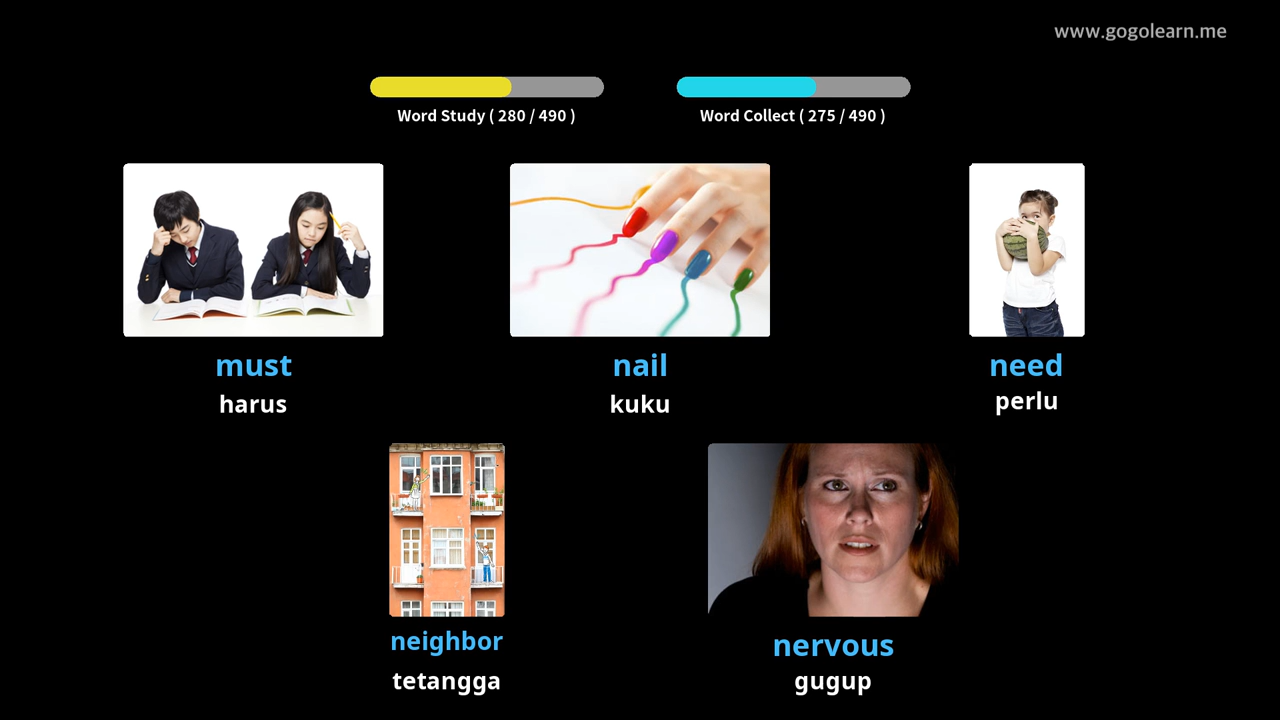 www.gogolearn.me
Word Study ( 280 / 490 )
Word Collect ( 275 / 490 )
must
harus
nail
kuku
need
perlu
neighbor
tetangga
nervous
gugup